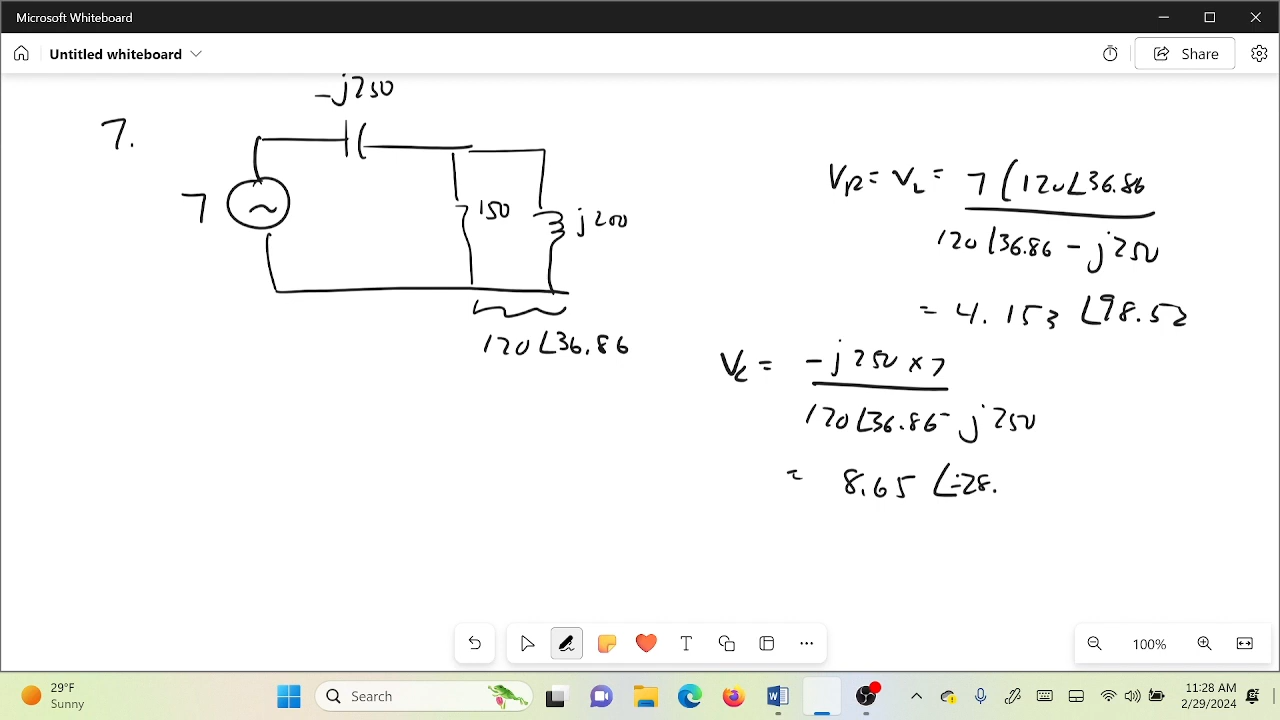 Microsoft Whiteboard
Untitled whiteboard
Share
-j250
7.
7
150
j200
120∠36.86
VR = VL = 7(120∠36.86
120∠36.86 - j250
= 4.153 ∠98.52
Vc = -j250 x 7
120∠36.86 - j250
= 8.65 ∠-28.
T
100%
29°F
Sunny
Search
11:28 AM
2/29/2024